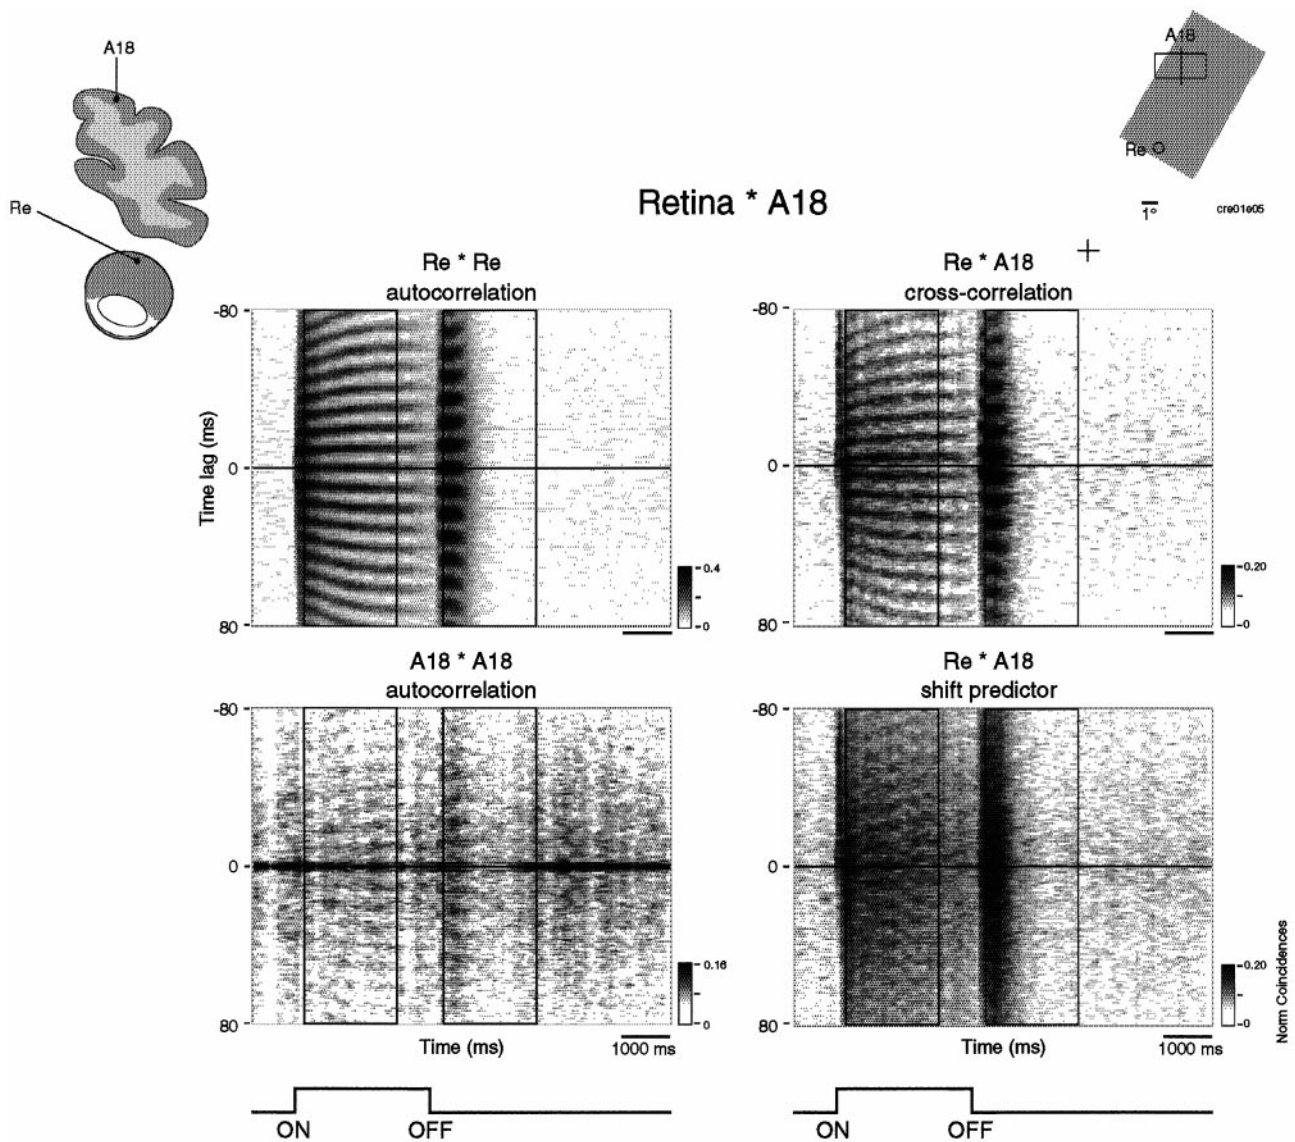 A18
Re
A18
Re
1°
cre01e05
Retina * A18
Re * Re
autocorrelation
-80
0
80
Time lag (ms)
0.4
0
Re * A18
cross-correlation
-80
0
80
0.20
0
A18 * A18
autocorrelation
-80
0
80
0.16
0
Time (ms)
1000 ms
Re * A18
shift predictor
-80
0
80
0.20
0
Norm Coincidences
Time (ms)
1000 ms
ON OFF
ON OFF